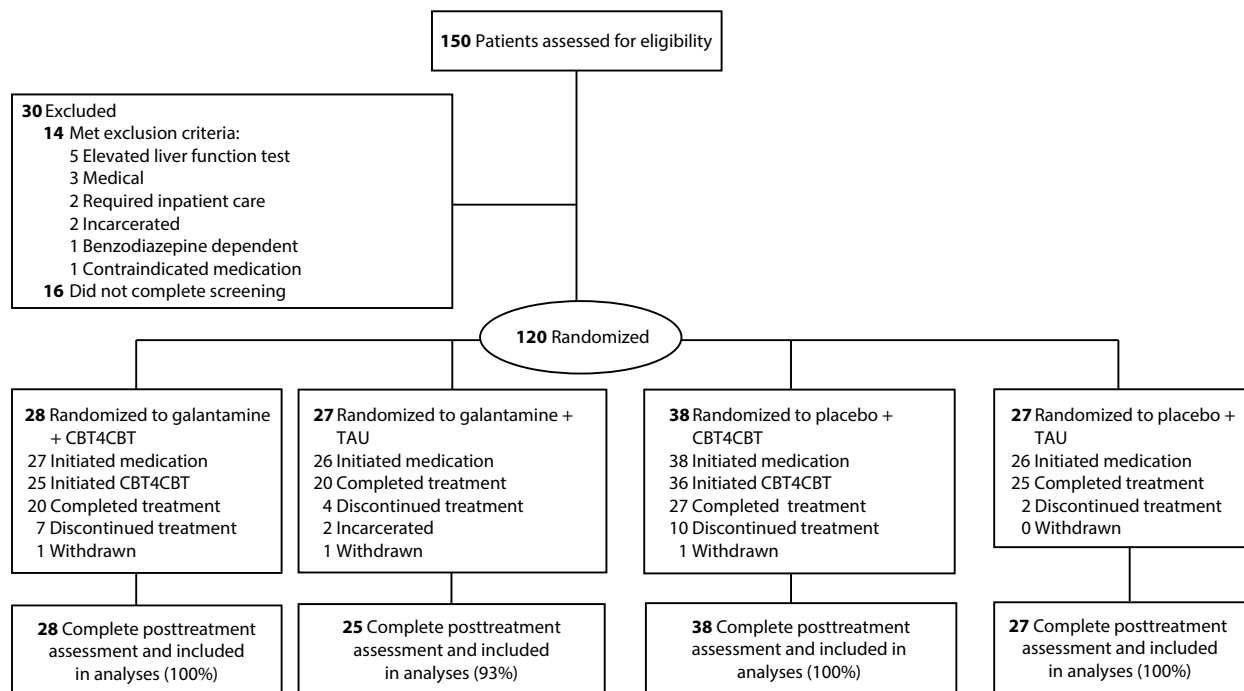 150 Patients assessed for eligibility
30 Excluded
14 Met exclusion criteria:
5 Elevated liver function test
3 Medical
2 Required inpatient care
2 Incarcerated
1 Benzodiazepine dependent
1 Contraindicated medication
16 Did not complete screening
120 Randomized
28 Randomized to galantamine
+ CBT4CBT
27 Initiated medication
25 Initiated CBT4CBT
20 Completed treatment
7 Discontinued treatment
1 Withdrawn
27 Randomized to galantamine +
TAU
26 Initiated medication
20 Completed treatment
4 Discontinued treatment
2 Incarcerated
1 Withdrawn
38 Randomized to placebo +
CBT4CBT
38 Initiated medication
36 Initiated CBT4CBT
27 Completed treatment
10 Discontinued treatment
1 Withdrawn
27 Randomized to placebo +
TAU
26 Initiated medication
25 Completed treatment
2 Discontinued treatment
0 Withdrawn
28 Complete posttreatment
assessment and included
in analyses (100%)
25 Complete posttreatment
assessment and included
in analyses (93%)
38 Complete posttreatment
assessment and included in
analyses (100%)
27 Complete posttreatment
assessment and included
in analyses (100%)